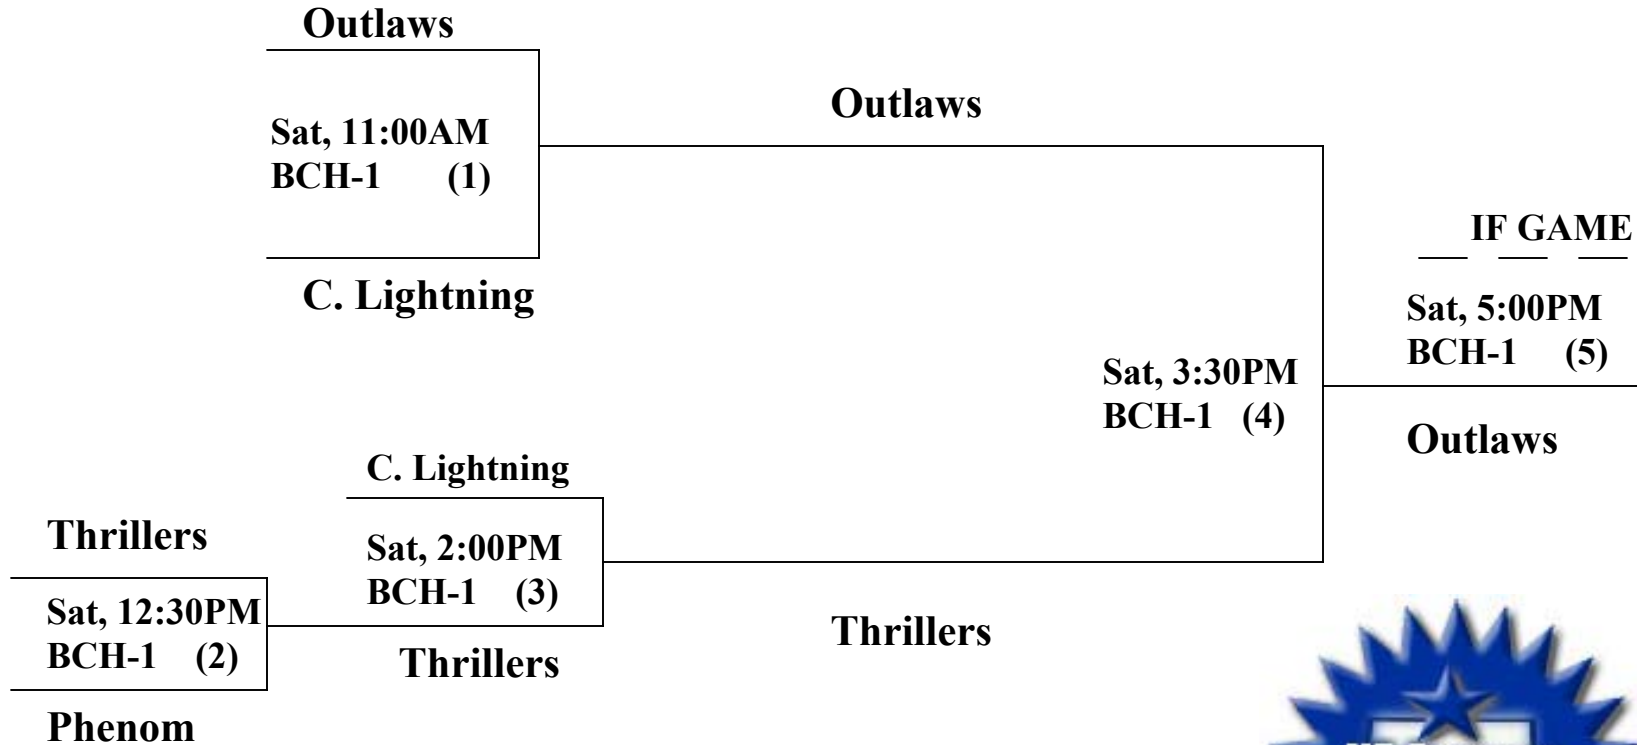 Outlaws
Sat, 11:00AM
BCH-1 (1)
C. Lightning
Outlaws
IF GAME
Sat, 5:00PM
BCH-1 (5)
Outlaws
Sat, 3:30PM
BCH-1 (4)
C. Lightning
Sat, 2:00PM
BCH-1 (3)
Thrillers
Thrillers
Thrillers
Sat, 12:30PM
BCH-1 (2)
Phenom